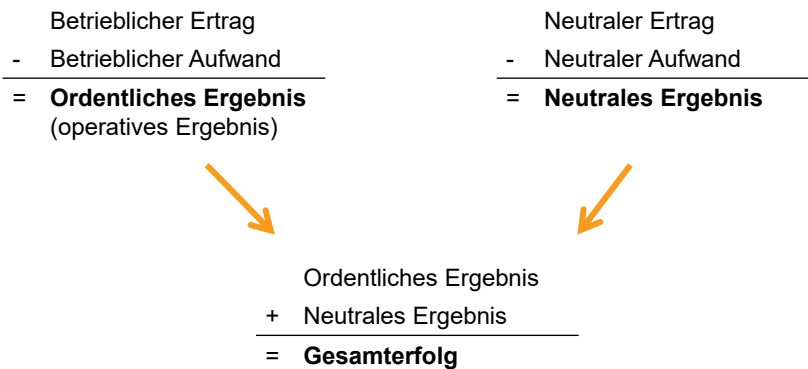 Betrieblicher Ertrag
- Betrieblicher Aufwand
= Ordentliches Ergebnis
(operatives Ergebnis)
Neutraler Ertrag
- Neutraler Aufwand
= Neutrales Ergebnis
Ordentliches Ergebnis
+ Neutrales Ergebnis
= Gesamterfolg